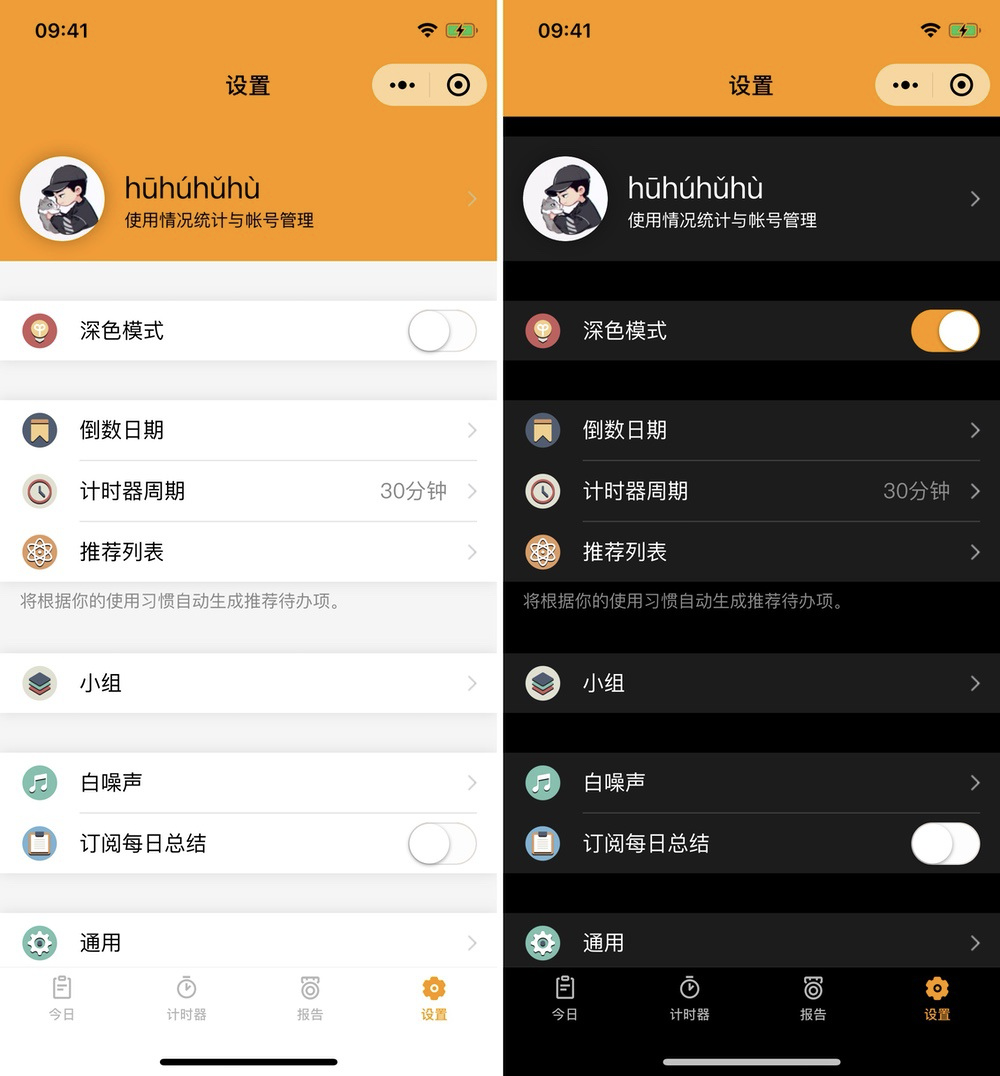 09:41
设置
hūhúhǔhù
使用情况统计与帐号管理
深色模式
倒数日期
计时器周期 30分钟
推荐列表
将根据你的使用习惯自动生成推荐待办项。
小组
白噪声
订阅每日总结
通用
今日 计时器 报告 设置
09:41
设置
hūhúhǔhù
使用情况统计与帐号管理
深色模式
倒数日期
计时器周期 30分钟
推荐列表
将根据你的使用习惯自动生成推荐待办项。
小组
白噪声
订阅每日总结
通用
今日 计时器 报告 设置